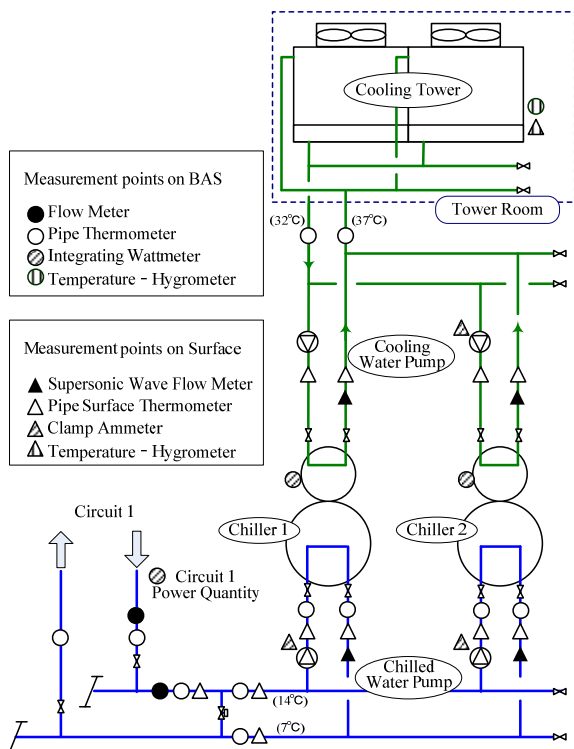 Cooling Tower
Tower Room
Measurement points on BAS
Flow Meter
Pipe Thermometer
Integrating Wattmeter
Temperature - Hygrometer
(32℃)
(37℃)
Measurement points on Surface
Supersonic Wave Flow Meter
Pipe Surface Thermometer
Clamp Ammeter
Temperature - Hygrometer
Cooling
Water Pump
Circuit 1
Chiller 1
Chiller 2
Circuit 1
Power Quantity
Chilled
Water Pump
(14℃)
(7℃)